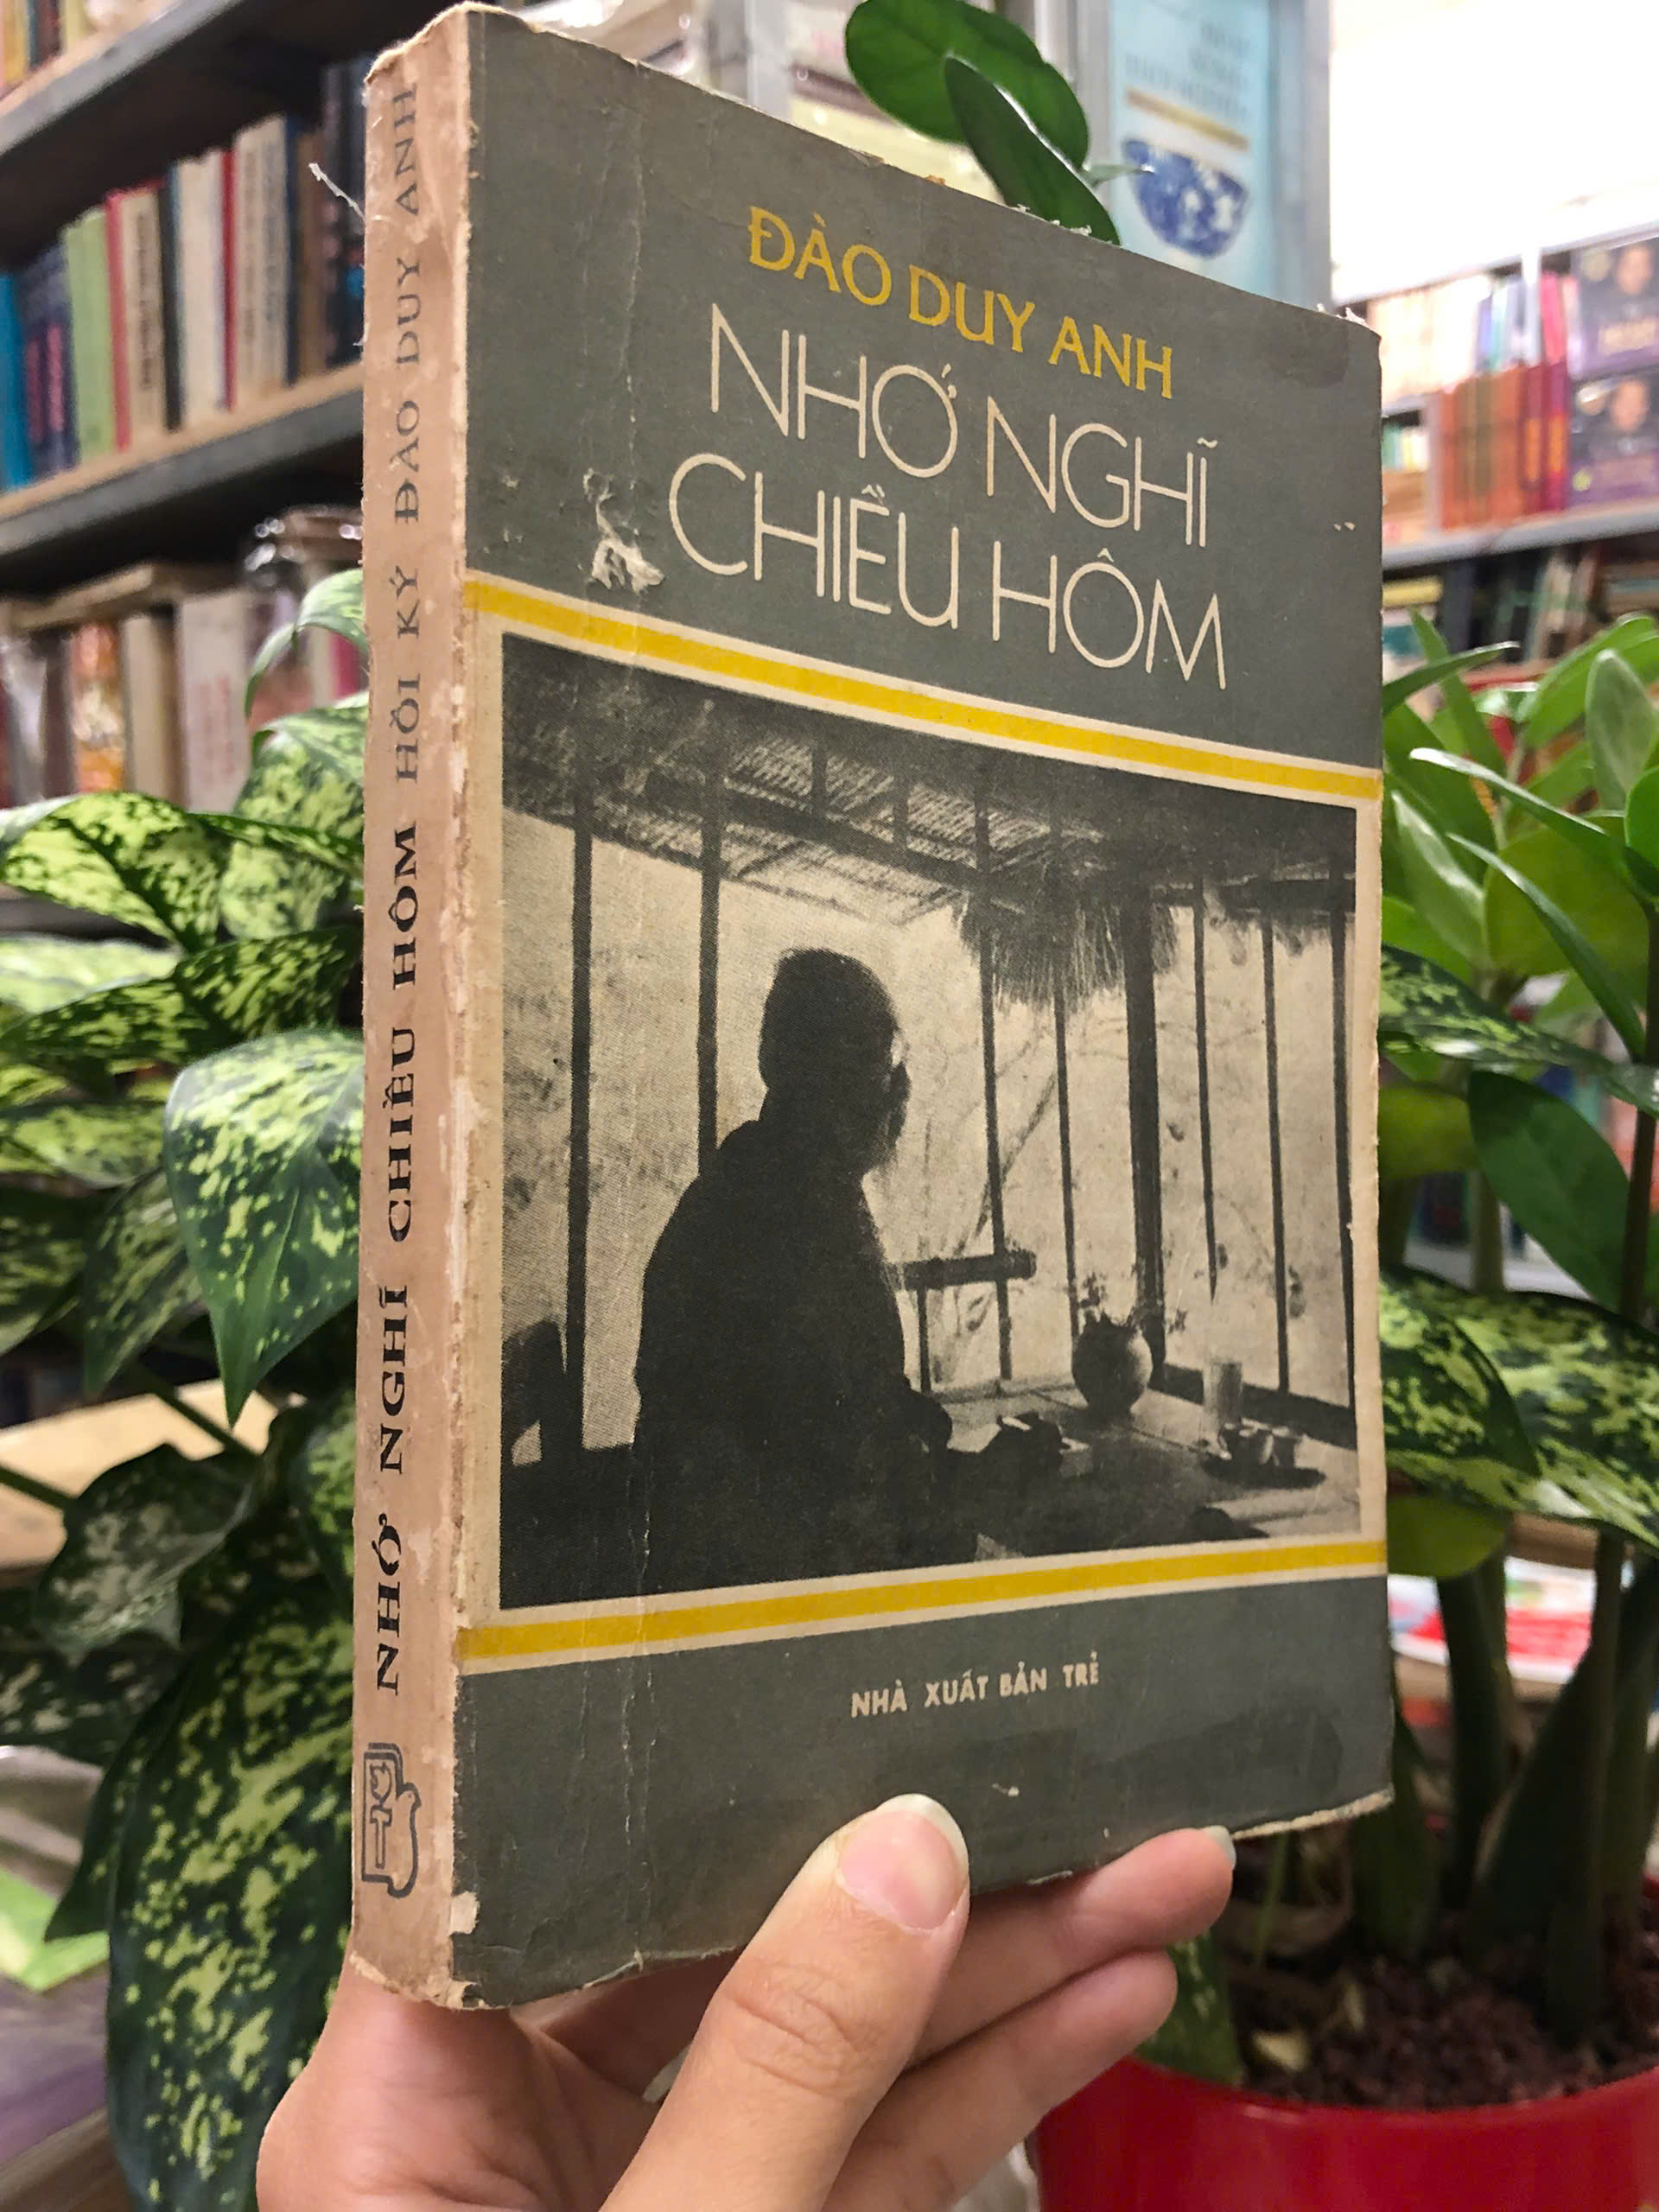 ĐÀO DUY ANH
NHỚ NGHĨ
CHIỀU HÔM
NHÀ XUẤT BẢN TRẺ
NHỚ NGHĨ CHIỀU HÔM HỒI KÝ ĐÀO DUY ANH